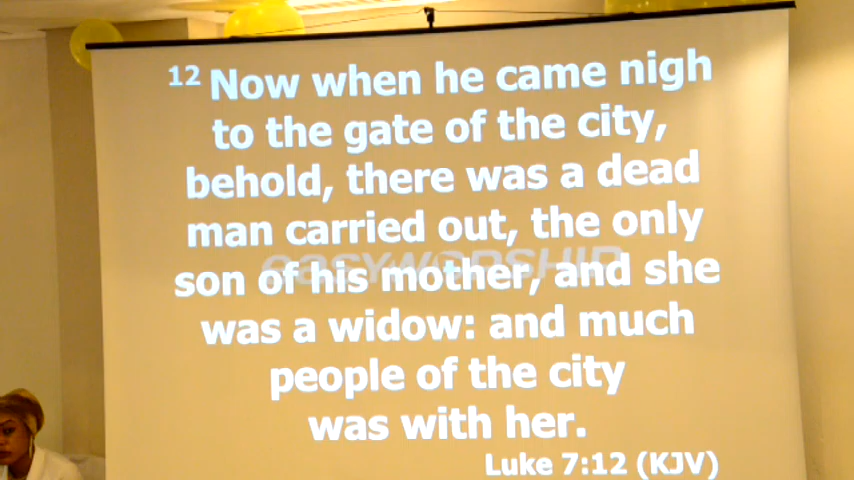 12 Now when he came nigh
to the gate of the city,
behold, there was a dead
man carried out, the only
easyWORSHIP
son of his mother, and she
was a widow: and much
people of the city
was with her.
Luke 7:12 (KJV)